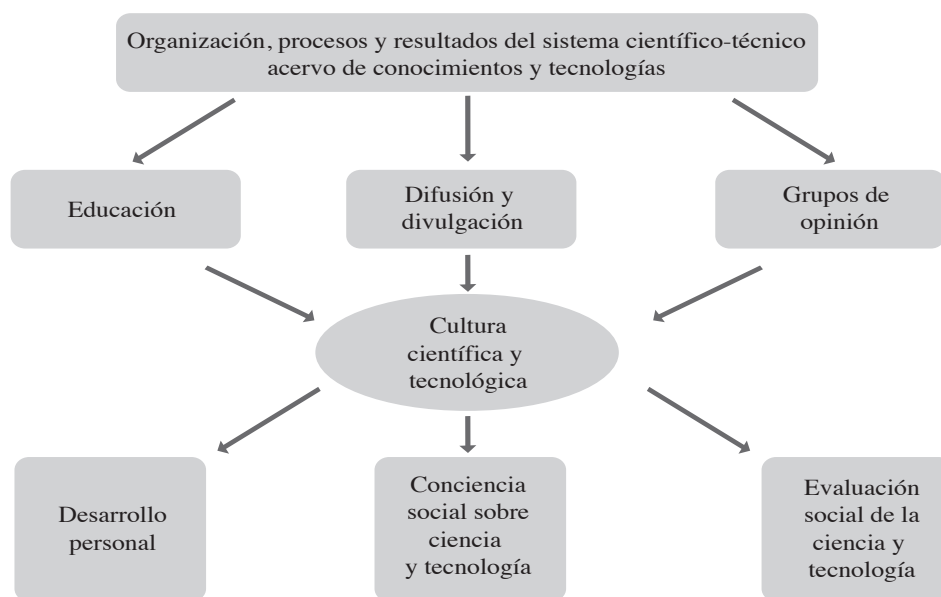 Organización, procesos y resultados del sistema científico-técnico
acervo de conocimientos y tecnologías
Educación
Difusión y
divulgación
Grupos de
opinión
Cultura
científica y
tecnológica
Desarrollo
personal
Conciencia
social sobre
ciencia
y tecnología
Evaluación
social de la
ciencia y
tecnología